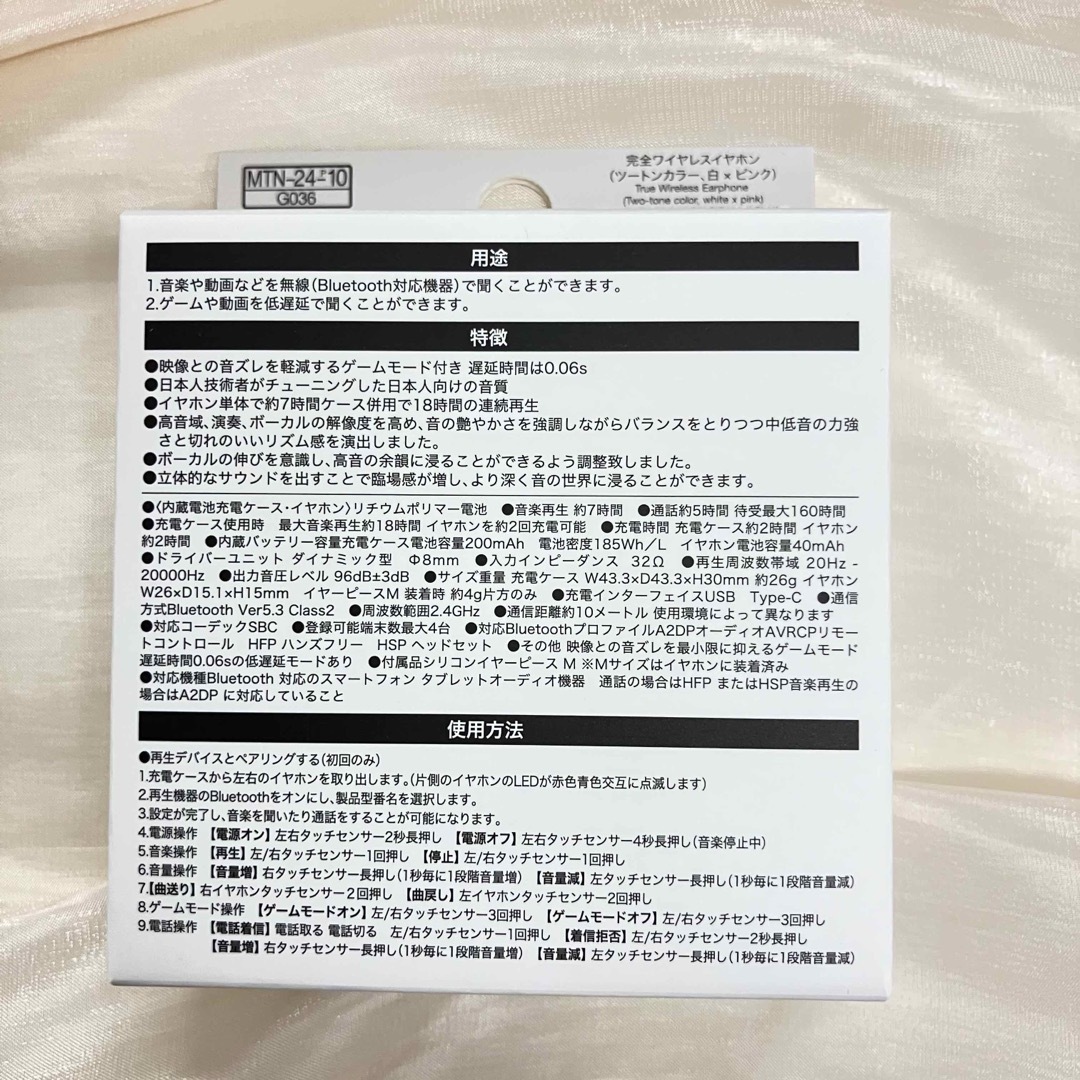 MTN-24-10
G036
完全ワイヤレスイヤホン
(ツートンカラー、白×ピンク)
True Wireless Earphone
(Two-tone color, white x pink)
用途
1.音楽や動画などを無線(Bluetooth対応機器)で聞くことができます。
2.ゲームや動画を低遅延で聞くことができます。
特徴
●映像との音ズレを軽減するゲームモード付き 遅延時間は0.06s
●日本人技術者がチューニングした日本人向けの音質
●イヤホン単体で約7時間ケース併用で18時間の連続再生
●高音域、演奏、ボーカルの解像度を高め、音の艶やかさを強調しながらバランスをとりつつ中低音の力強
さと切れのいいリズム感を演出しました。
●ボーカルの伸びを意識し、高音の余韻に浸ることができるよう調整致しました。
●立体的なサウンドを出すことで臨場感が増し、より深く音の世界に浸ることができます。
●〈内蔵電池充電ケース・イヤホン〉リチウムポリマー電池 ●音楽再生 約7時間 ●通話約5時間 待受最大160時間
●充電ケース使用時 最大音楽再生約18時間 イヤホンを約2回充電可能 ●充電時間 充電ケース約2時間 イヤホン
約2時間 ●内蔵バッテリー容量充電ケース電池容量200mAh 電池密度185Wh/L イヤホン電池容量40mAh
●ドライバーユニット ダイナミック型 Φ8mm ●入力インピーダンス 32Ω ●再生周波数帯域 20Hz -
20000Hz ●出力音圧レベル 96dB±3dB ●サイズ重量 充電ケース W43.3×D43.3×H30mm 約26g イヤホン
W26×D15.1×H15mm イヤーピースM 装着時 約4g片方のみ ●充電インターフェイスUSB Type-C ●通信
方式Bluetooth Ver5.3 Class2 ●周波数範囲2.4GHz ●通信距離約10メートル 使用環境によって異なります
●対応コーデックSBC ●登録可能端末数最大4台 ●対応BluetoothプロファイルA2DPオーディオAVRCPリモー
トコントロール HFP ハンズフリー HSP ヘッドセット ●その他 映像との音ズレを最小限に抑えるゲームモード
遅延時間0.06sの低遅延モードあり ●付属品シリコンイヤーピース M ※Mサイズはイヤホンに装着済み
●対応機種Bluetooth 対応のスマートフォン タブレットオーディオ機器 通話の場合はHFP またはHSP音楽再生の
場合はA2DP に対応していること
使用方法
●再生デバイスとペアリングする(初回のみ)
1.充電ケースから左右のイヤホンを取り出します。(片側のイヤホンのLEDが赤色青色交互に点滅します)
2.再生機器のBluetoothをオンにし、製品型番名を選択します。
3.設定が完了し、音楽を聞いたり通話をすることが可能になります。
4.電源操作 【電源オン】左右タッチセンサー2秒長押し 【電源オフ】左右タッチセンサー4秒長押し(音楽停止中)
5.音楽操作 【再生】左/右タッチセンサー1回押し 【停止】左/右タッチセンサー1回押し
6.音量操作 【音量増】右タッチセンサー長押し(1秒毎に1段階音量増) 【音量減】左タッチセンサー長押し(1秒毎に1段階音量減)
7.【曲送り】右イヤホンタッチセンサー2回押し 【曲戻し】左イヤホンタッチセンサー2回押し
8.ゲームモード操作 【ゲームモードオン】左/右タッチセンサー3回押し 【ゲームモードオフ】左/右タッチセンサー3回押し
9.電話操作 【電話着信】電話取る 電話切る 左/右タッチセンサー1回押し 【着信拒否】左/右タッチセンサー2秒長押し
【音量増】右タッチセンサー長押し(1秒毎に1段階音量増) 【音量減】左タッチセンサー長押し(1秒毎に1段階音量減)